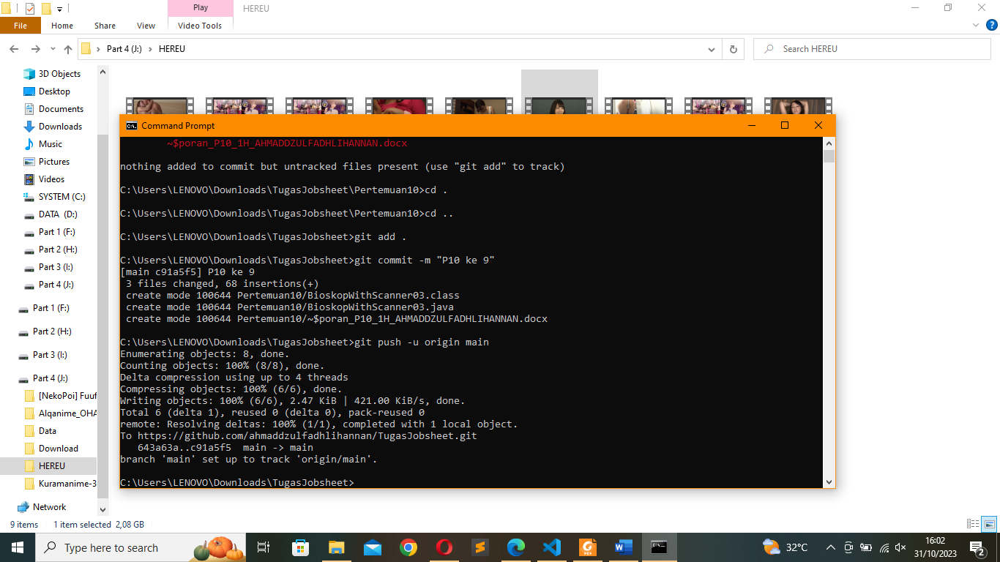 Play
HEREU
File
Home
Share
View
Video Tools
Part 4 (J:)
HEREU
Search HEREU
3D Objects
Desktop
Documents
Downloads
Music
Pictures
Videos
SYSTEM (C:)
DATA (D:)
Part 1 (F:)
Part 2 (H:)
Part 3 (I:)
Part 4 (J:)
Part 1 (F:)
Part 2 (H:)
Part 3 (I:)
Part 4 (J:)
[NekoPoi] Fuuf
Alqanime_OHA
Data
Download
HEREU
Kuramanime-3
Network
Command Prompt
~$poran_P10_1H_AHMADDZULFADHLIHANNAN.docx
nothing added to commit but untracked files present (use "git add" to track)
C:\Users\LENOVO\Downloads\TugasJobsheet\Pertemuan10>cd .
C:\Users\LENOVO\Downloads\TugasJobsheet\Pertemuan10>cd ..
C:\Users\LENOVO\Downloads\TugasJobsheet>git add .
C:\Users\LENOVO\Downloads\TugasJobsheet>git commit -m "P10 ke 9"
[main c91a5f5] P10 ke 9
3 files changed, 68 insertions(+)
create mode 100644 Pertemuan10/BioskopWithScanner03.class
create mode 100644 Pertemuan10/BioskopWithScanner03.java
create mode 100644 Pertemuan10/~$poran_P10_1H_AHMADDZULFADHLIHANNAN.docx
C:\Users\LENOVO\Downloads\TugasJobsheet>git push -u origin main
Enumerating objects: 8, done.
Counting objects: 100% (8/8), done.
Delta compression using up to 4 threads
Compressing objects: 100% (6/6), done.
Writing objects: 100% (6/6), 2.47 KiB | 421.00 KiB/s, done.
Total 6 (delta 1), reused 0 (delta 0), pack-reused 0
remote: Resolving deltas: 100% (1/1), completed with 1 local object.
To https://github.com/ahmaddzulfadhlihannan/TugasJobsheet.git
643a63a..c91a5f5  main -> main
branch 'main' set up to track 'origin/main'.
C:\Users\LENOVO\Downloads\TugasJobsheet>
9 items
1 item selected 2,08 GB
Type here to search
32°C
16:02
31/10/2023
2